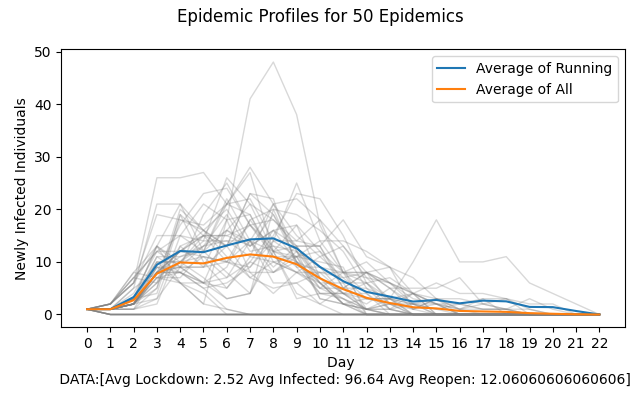 Epidemic Profiles for 50 Epidemics
50
40
30
20
10
0
Newly Infected Individuals
Average of Running
Average of All
0 1 2 3 4 5 6 7 8 9 10 11 12 13 14 15 16 17 18 19 20 21 22
Day
DATA:[Avg Lockdown: 2.52 Avg Infected: 96.64 Avg Reopen: 12.06060606060606]